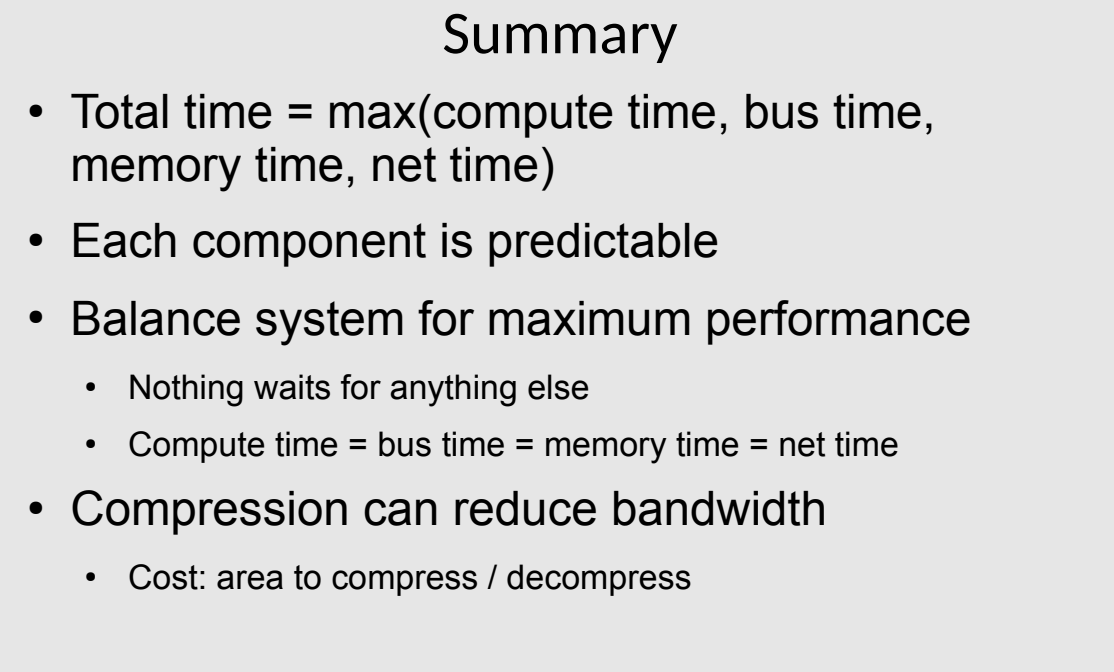 Summary
• Total time = max(compute time, bus time,
memory time, net time)
• Each component is predictable
• Balance system for maximum performance
• Nothing waits for anything else
• Compute time = bus time = memory time = net time
• Compression can reduce bandwidth
• Cost: area to compress / decompress